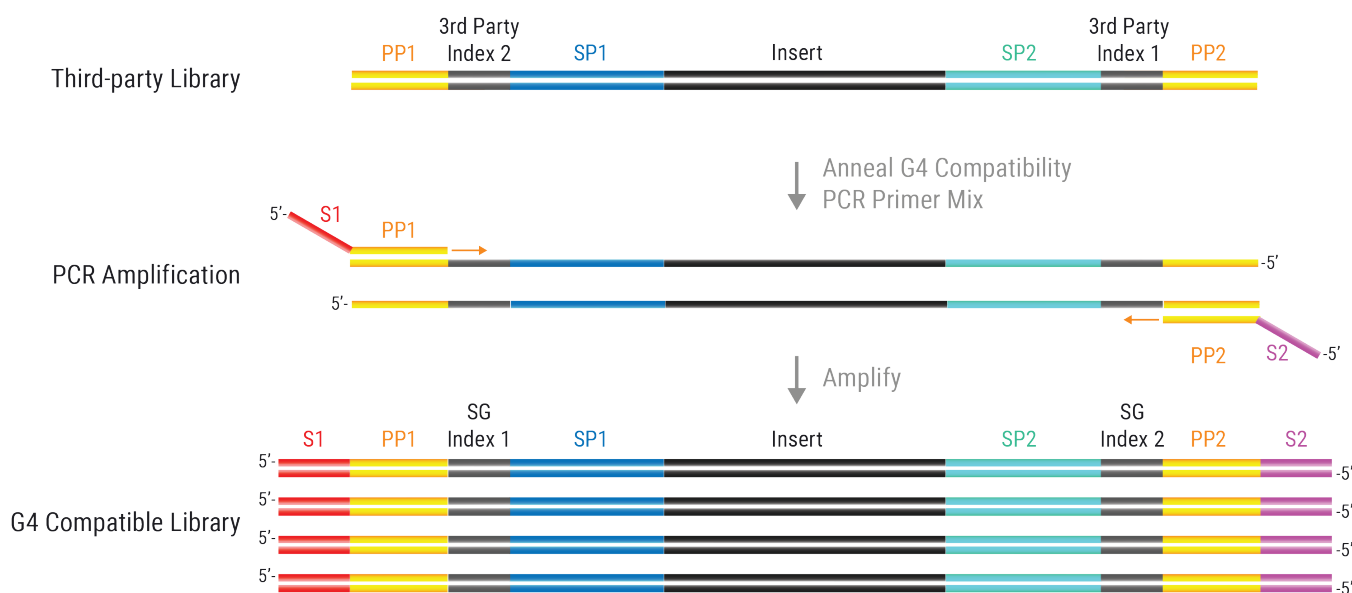 3rd Party
3rd Party
PP1
Index 2
SP1
Insert
SP2
Index 1
PP2
Third-party Library
Anneal G4 Compatibility
PCR Primer Mix
5’-
S1
PP1
PCR Amplification
-5’
5’-
PP2
S2
-5’
Amplify
SG
SG
S1
PP1
Index 1
SP1
Insert
SP2
Index 2
PP2
S2
5’-
-5’
5’-
-5’
G4 Compatible Library
5’-
-5’
5’-
-5’